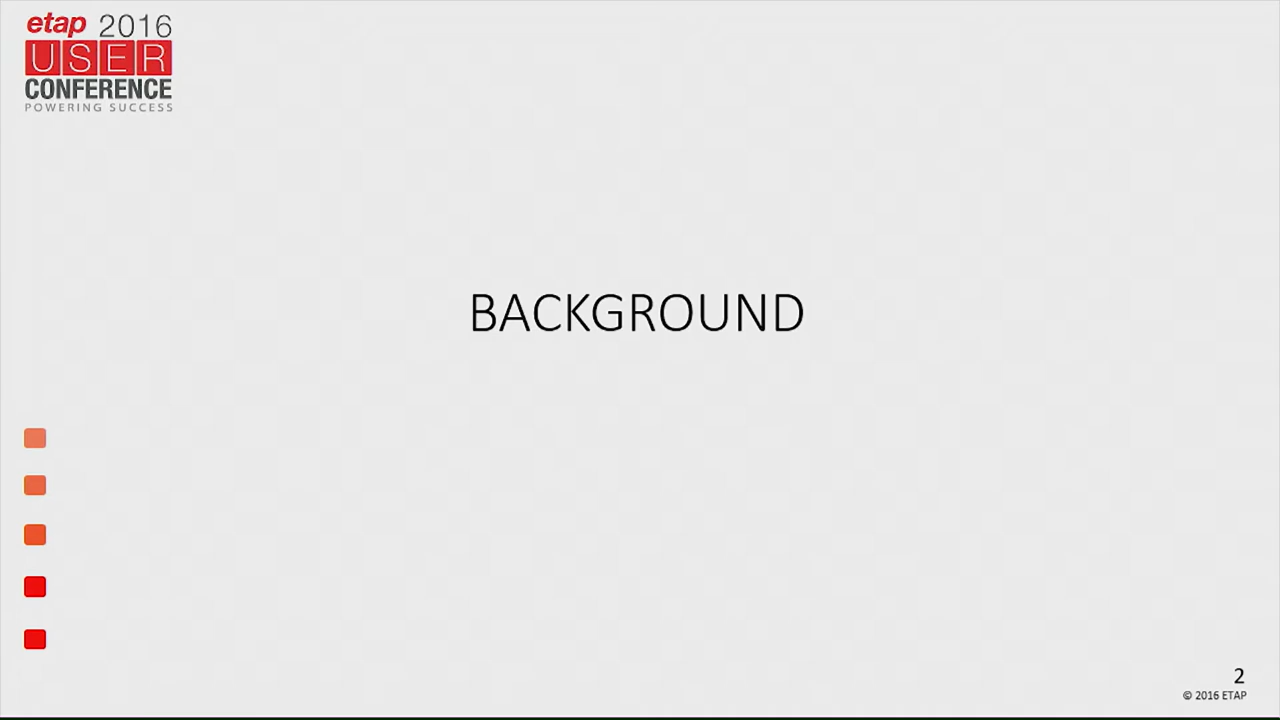 etap 2016
USER
CONFERENCE
POWERING SUCCESS
BACKGROUND
2
© 2016 ETAP